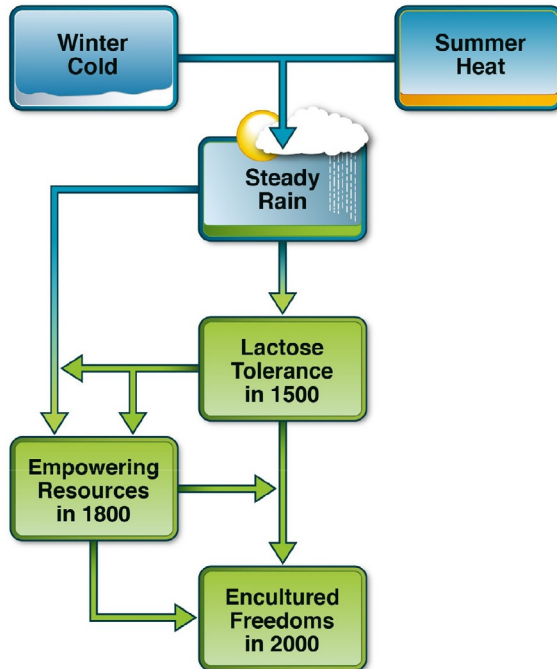 Winter
Cold
Summer
Heat
Steady
Rain
Lactose
Tolerance
in 1500
Empowering
Resources
in 1800
Encultured
Freedoms
in 2000